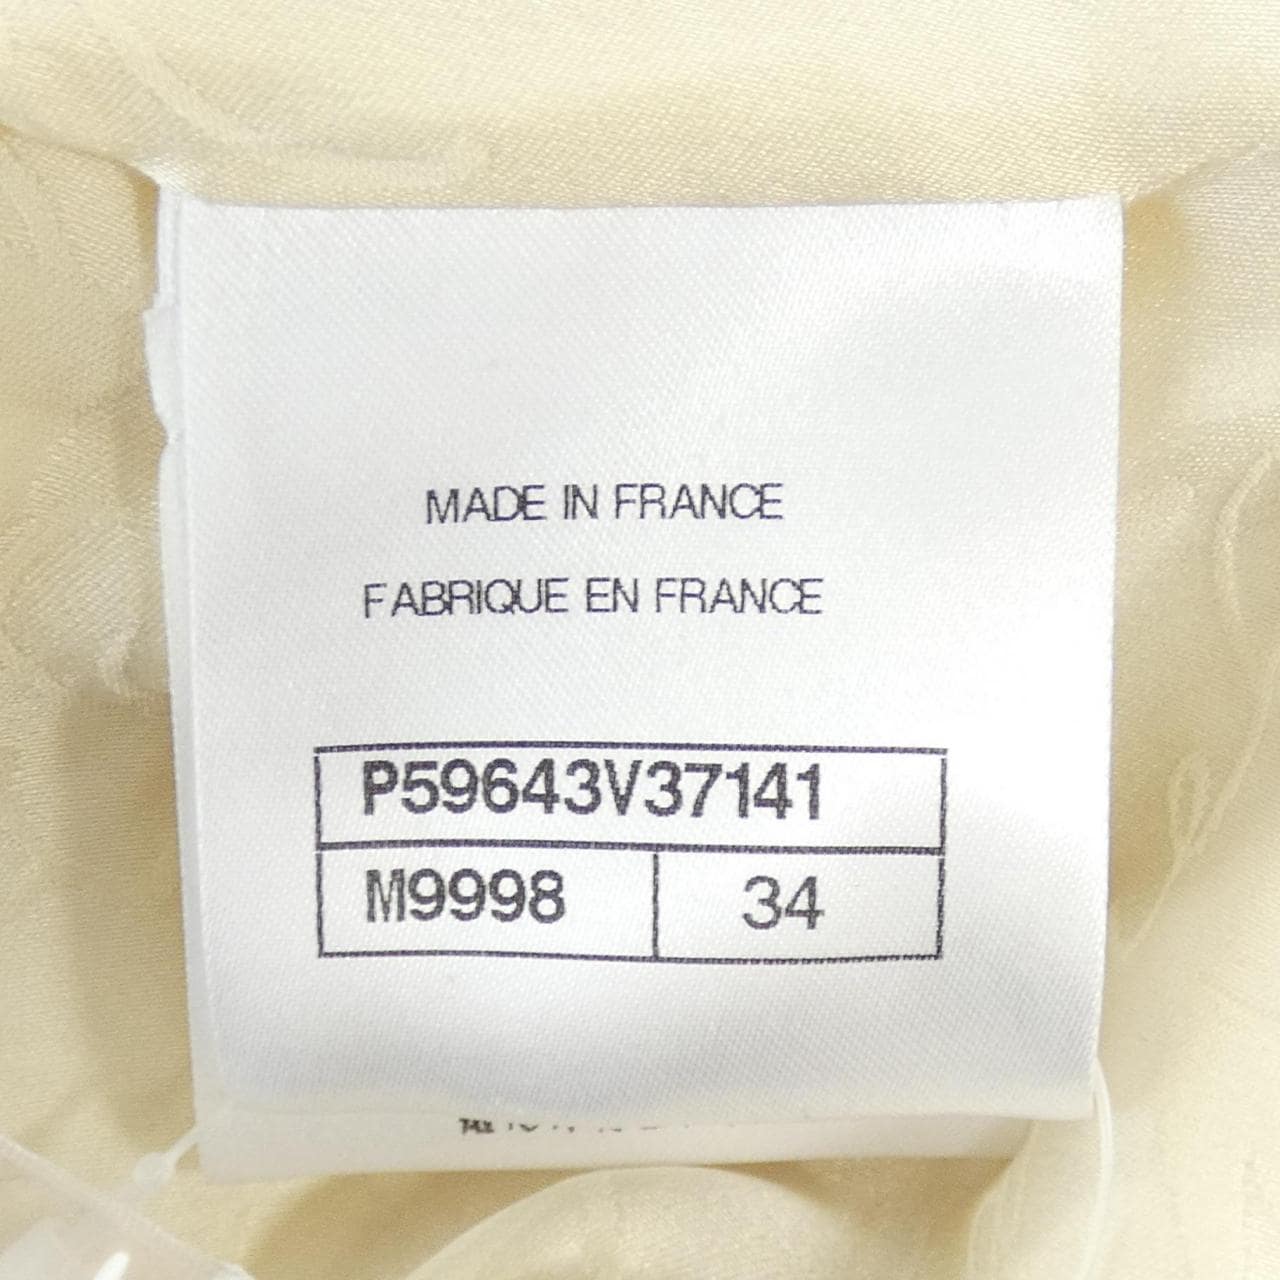 MADE IN FRANCE
FABRIQUE EN FRANCE
P59643V37141
M9998 34